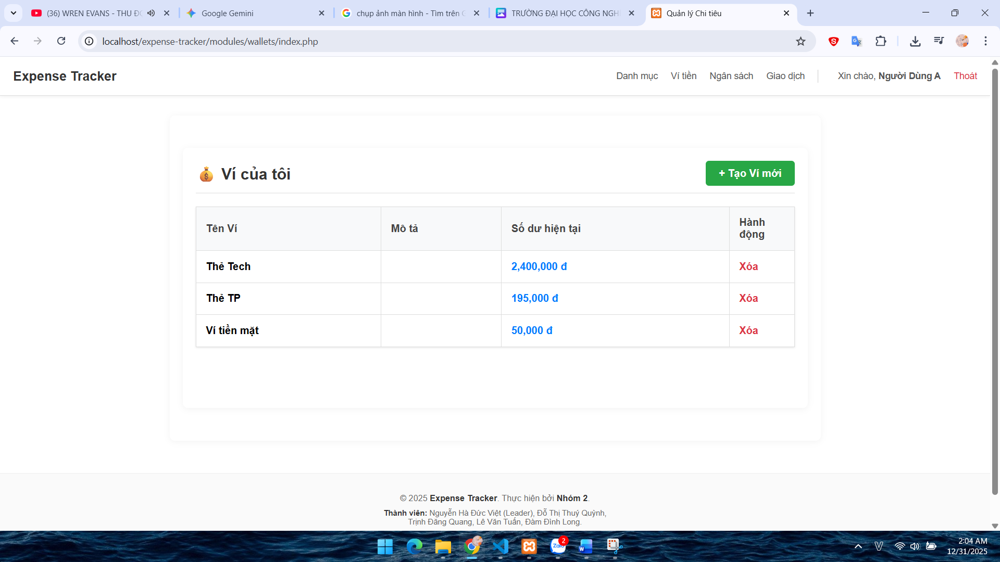 (36) WREN EVANS - THU ĐỢ
Google Gemini
chụp ảnh màn hình - Tìm trên G
TRƯỜNG ĐẠI HỌC CÔNG NGH
Quản lý Chi tiêu
localhost/expense-tracker/modules/wallets/index.php
Expense Tracker
Danh mục
Ví tiền
Ngân sách
Giao dịch
Xin chào, Người Dùng A
Thoát
Ví của tôi
+ Tạo Ví mới
Tên Ví
Mô tả
Số dư hiện tại
Hành
động
Thẻ Tech
2,400,000 đ
Xóa
Thẻ TP
195,000 đ
Xóa
Ví tiền mặt
50,000 đ
Xóa
© 2025 Expense Tracker. Thực hiện bởi Nhóm 2.
Thành viên: Nguyễn Hà Đức Việt (Leader), Đỗ Thị Thuý Quỳnh,
Trịnh Đăng Quang, Lê Văn Tuấn, Đàm Đình Long.
Zalo
2
2:04 AM
12/31/2025